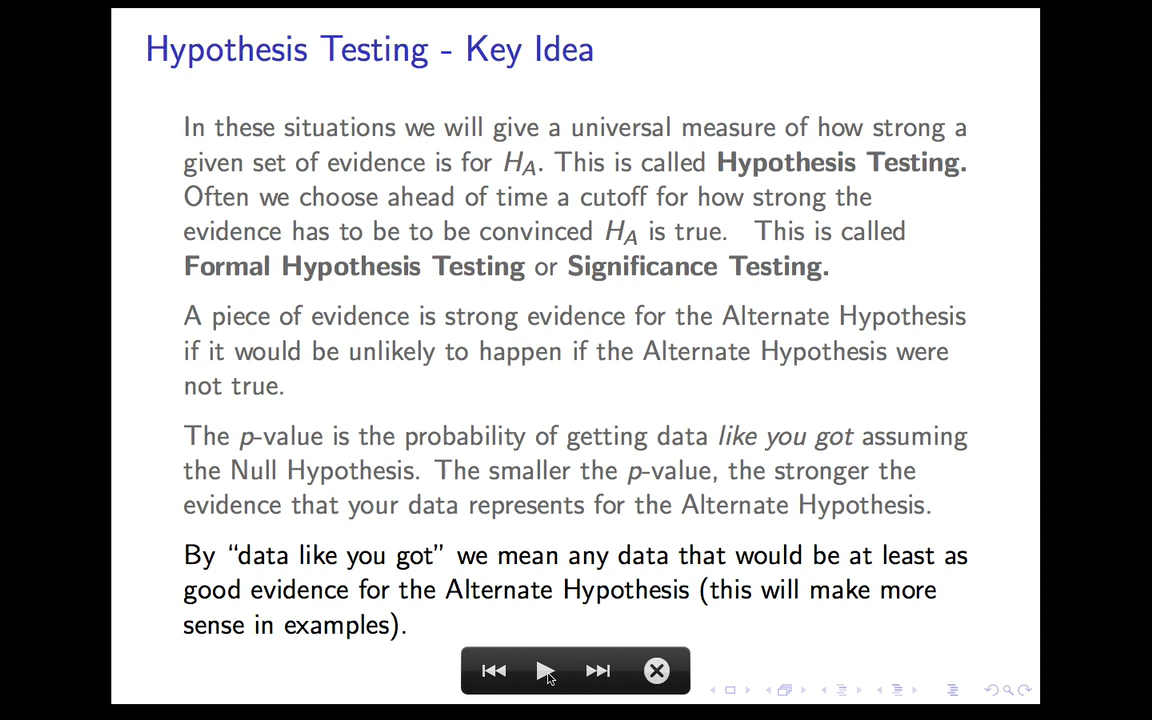 Hypothesis Testing - Key Idea
In these situations we will give a universal measure of how strong a
given set of evidence is for H_A. This is called Hypothesis Testing.
Often we choose ahead of time a cutoff for how strong the
evidence has to be to be convinced H_A is true. This is called
Formal Hypothesis Testing or Significance Testing.
A piece of evidence is strong evidence for the Alternate Hypothesis
if it would be unlikely to happen if the Alternate Hypothesis were
not true.
The p-value is the probability of getting data like you got assuming
the Null Hypothesis. The smaller the p-value, the stronger the
evidence that your data represents for the Alternate Hypothesis.
By “data like you got” we mean any data that would be at least as
good evidence for the Alternate Hypothesis (this will make more
sense in examples).